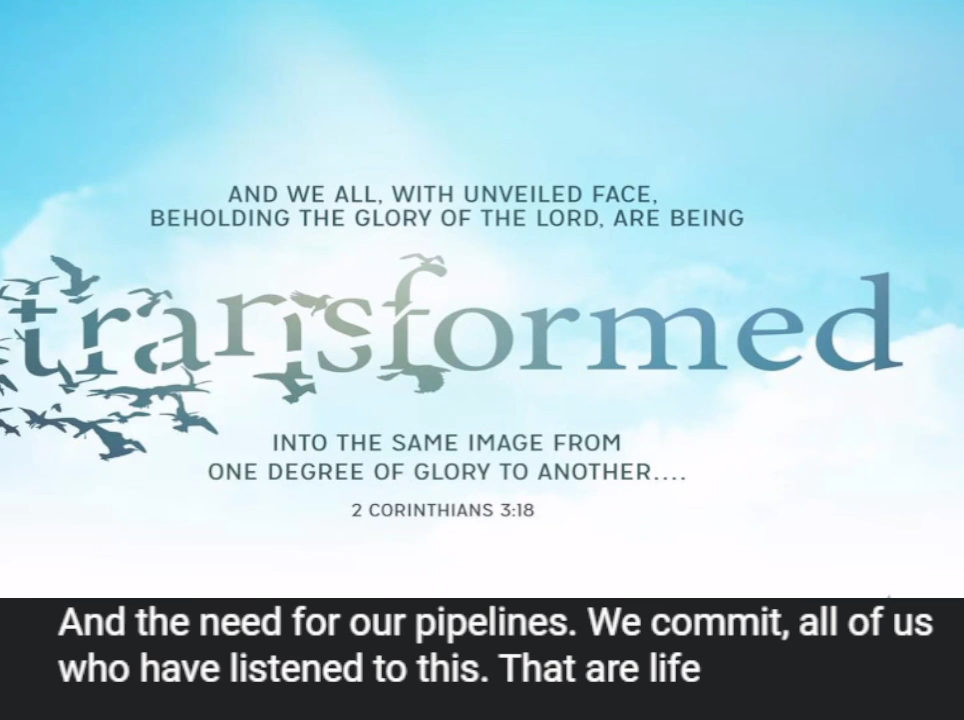 AND WE ALL, WITH UNVEILED FACE,
BEHOLDING THE GLORY OF THE LORD, ARE BEING
transformed
INTO THE SAME IMAGE FROM
ONE DEGREE OF GLORY TO ANOTHER....
2 CORINTHIANS 3:18
And the need for our pipelines. We commit, all of us
who have listened to this. That are life